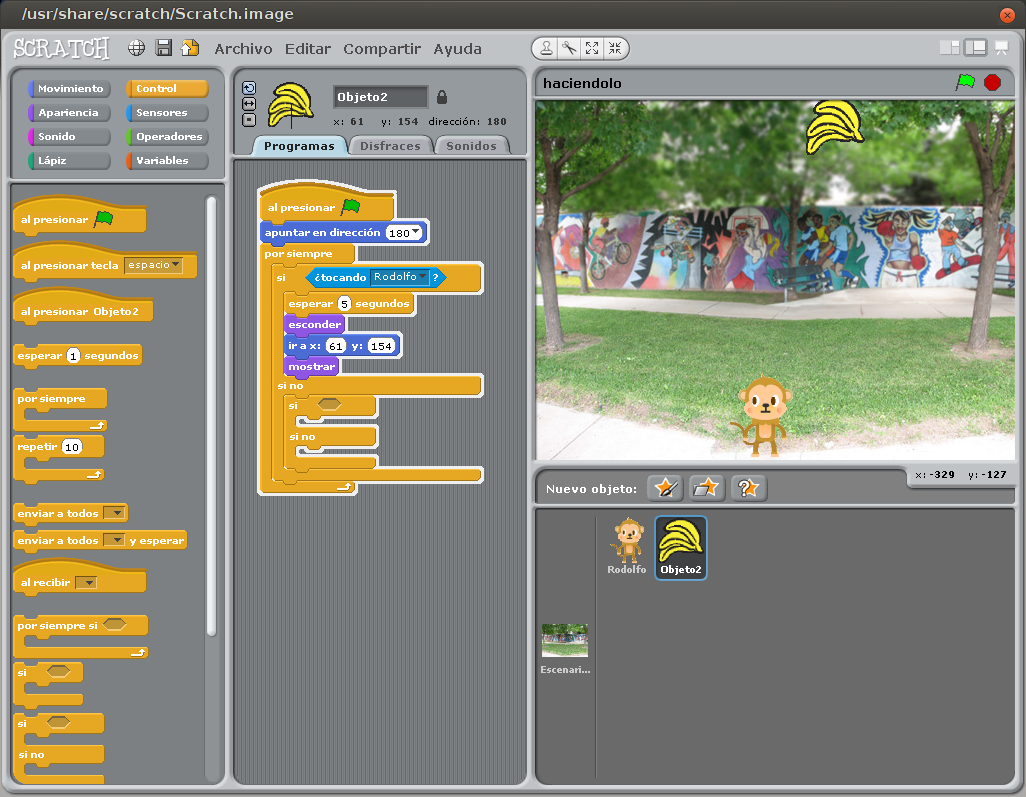 /usr/share/scratch/Scratch.image
SCRATCH
Archivo Editar Compartir Ayuda
Movimiento Control
Apariencia Sensores
Sonido Operadores
Lápiz Variables
al presionar
al presionar tecla espacio
al presionar Objeto2
esperar 1 segundos
por siempre
repetir 10
enviar a todos
enviar a todos y esperar
al recibir
por siempre si
si
si
si no
Objeto2
x: 61 y: 154 dirección: 180
Programas Disfraces Sonidos
al presionar
apuntar en dirección 180
por siempre
si ¿tocando Rodolfo ?
esperar 5 segundos
esconder
ir a x: 61 y: 154
mostrar
si no
si
si no
haciendolo
x: -329 y: -127
Nuevo objeto:
Rodolfo Objeto2
Escenari...